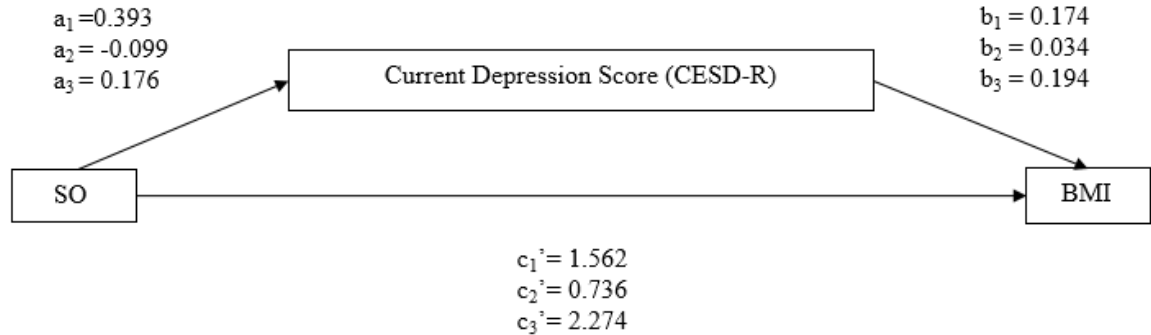 a₁ =0.393
a₂ = -0.099
a₃ = 0.176
b₁ = 0.174
b₂ = 0.034
b₃ = 0.194
Current Depression Score (CESD-R)
SO
BMI
c₁’= 1.562
c₂’= 0.736
c₃’= 2.274